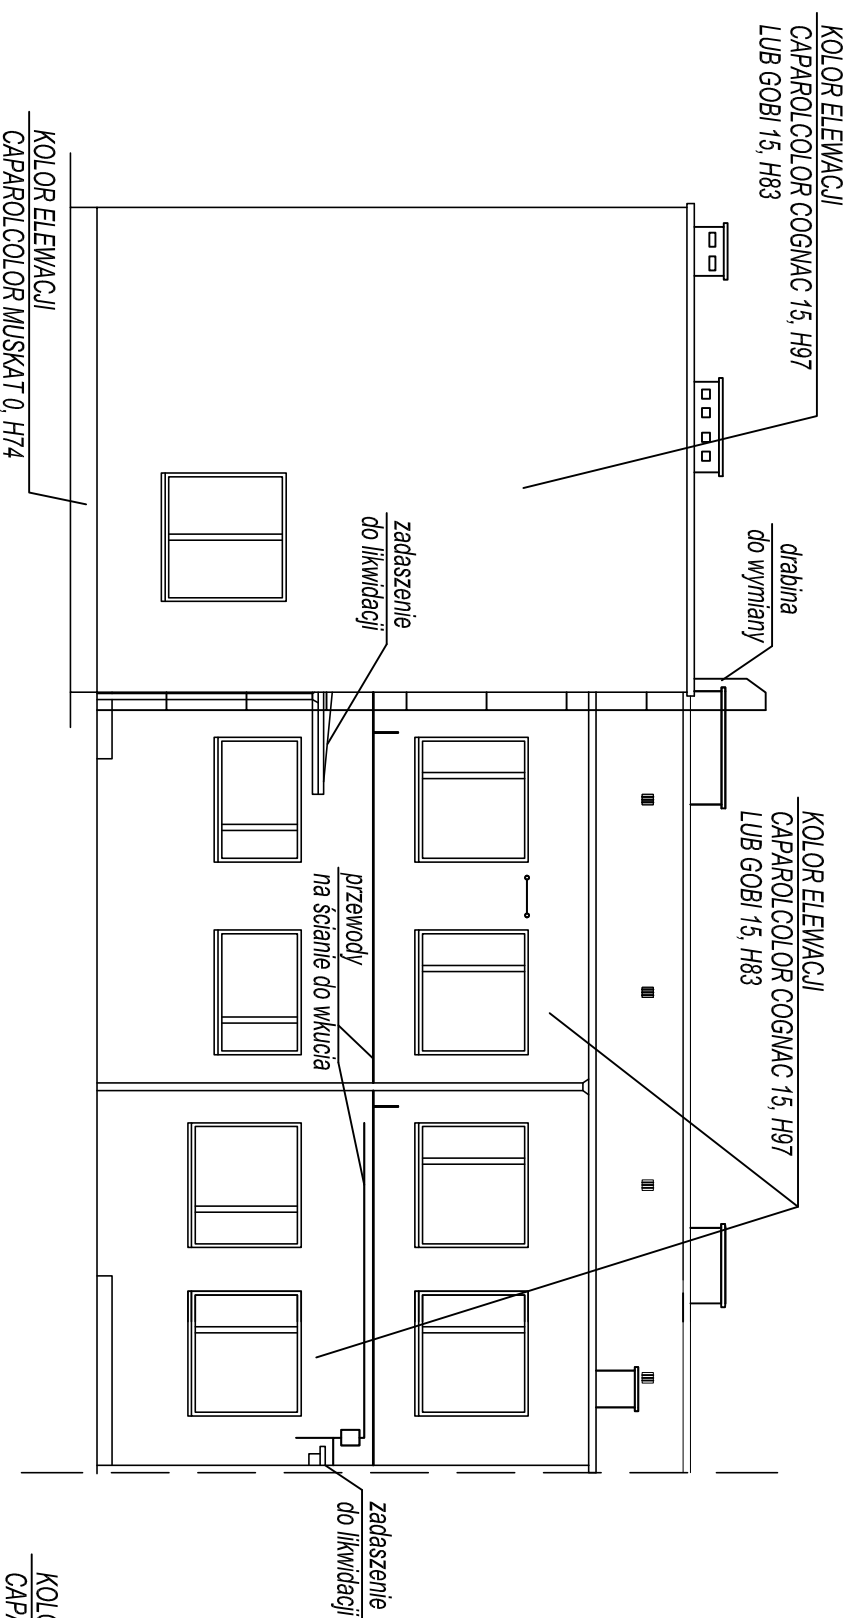 KOLOR ELEWACJI
CAPAROLCOLOR COGNAC 15, H97
LUB GOBI 15, H83
drabina
do wymiany
KOLOR ELEWACJI
CAPAROLCOLOR COGNAC 15, H97
LUB GOBI 15, H83
zadaszenie
do likwidacji
przewody
na ścianie do wkucia
zadaszenie
do likwidacji
KOLOR ELEWACJI
CAPAROLCOLOR MUSKAT 0, H74